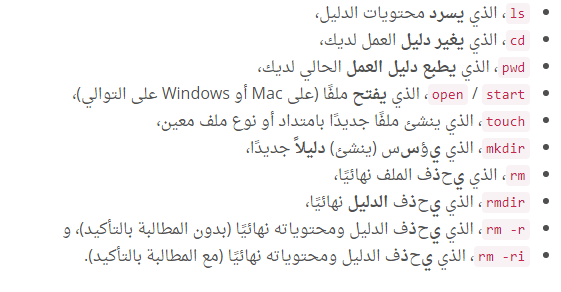 ls، الذي يسرد محتويات الدليل،
cd، الذي يغير دليل العمل لديك،
pwd، الذي يطبع دليل العمل الحالي لديك،
open / start، الذي يفتح ملفًا (على Mac أو Windows على التوالي)،
touch، الذي ينشئ ملفًا جديدًا بامتداد أو نوع ملف معين،
mkdir، الذي يؤسس (ينشئ) دليلاً جديدًا،
rm، الذي يحذف الملف نهائيًا،
rmdir، الذي يحذف الدليل نهائيًا،
rm -r، الذي يحذف الدليل ومحتوياته نهائيًا (بدون المطالبة بالتأكيد)، و
rm -ri، الذي يحذف الدليل ومحتوياته نهائيًا (مع المطالبة بالتأكيد).